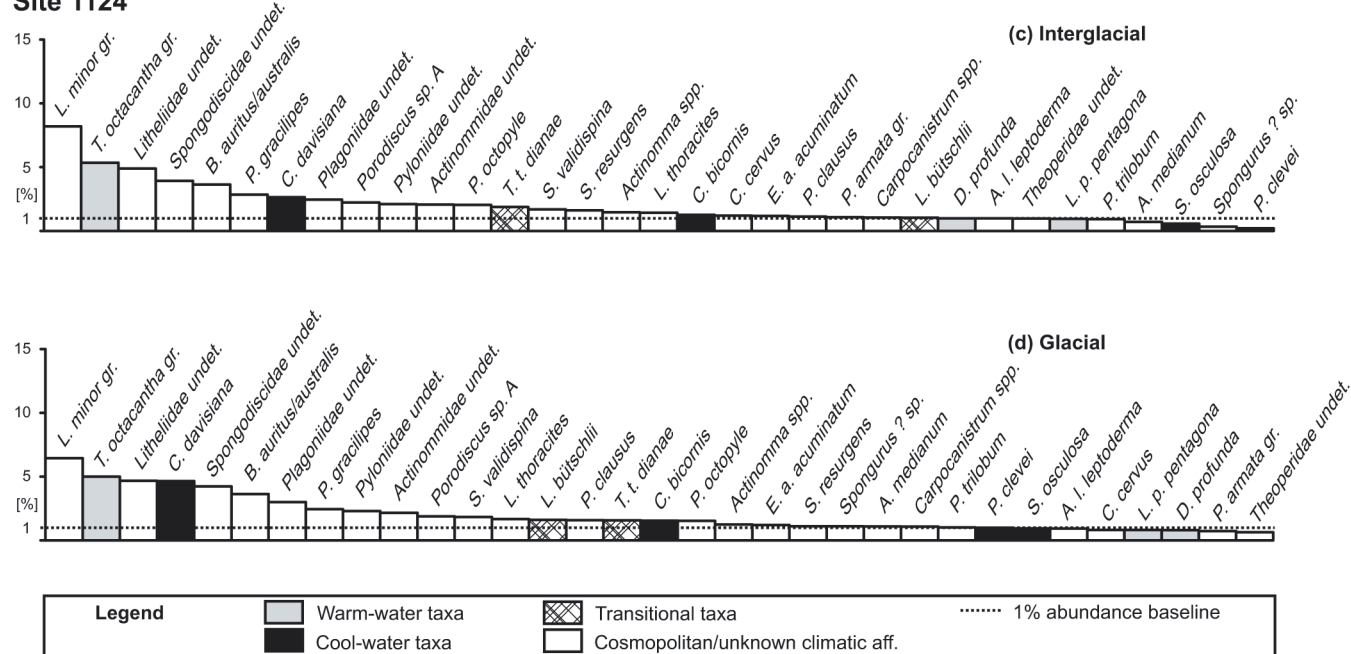 Site 1124
(c) Interglacial
15
10
5
[%]
1
L. minor gr.
T. octacantha gr.
Litheliidae undet.
Spongodiscidae undet.
B. auritus/australis
P. gracilipes
C. davisiana
Plagoniidae undet.
Porodiscus sp. A
Pyloniidae undet.
Actinommidae undet.
P. octopyle
T. t. dianae
S. validispina
S. resurgens
Actinomma spp.
L. thoracites
C. bicornis
C. cervus
E. a. acuminatum
P. clausus
P. armata gr.
Carpocanistrum spp.
L. bütschlii
D. profunda
A. l. leptoderma
Theoperidae undet.
L. p. pentagona
P. trilobum
A. medianum
S. osculosa
Spongurus ? sp.
P. clevei
(d) Glacial
15
10
5
[%]
1
L. minor gr.
T. octacantha gr.
Litheliidae undet.
C. davisiana
Spongodiscidae undet.
B. auritus/australis
Plagoniidae undet.
P. gracilipes
Pyloniidae undet.
Actinommidae undet.
Porodiscus sp. A
S. validispina
L. thoracites
L. bütschlii
P. clausus
T. t. dianae
C. bicornis
P. octopyle
Actinomma spp.
E. a. acuminatum
S. resurgens
Spongurus ? sp.
A. medianum
Carpocanistrum spp.
P. trilobum
P. clevei
S. osculosa
A. l. leptoderma
C. cervus
L. p. pentagona
D. profunda
P. armata gr.
Theoperidae undet.
Legend
Warm-water taxa
Transitional taxa
1% abundance baseline
Cool-water taxa
Cosmopolitan/unknown climatic aff.